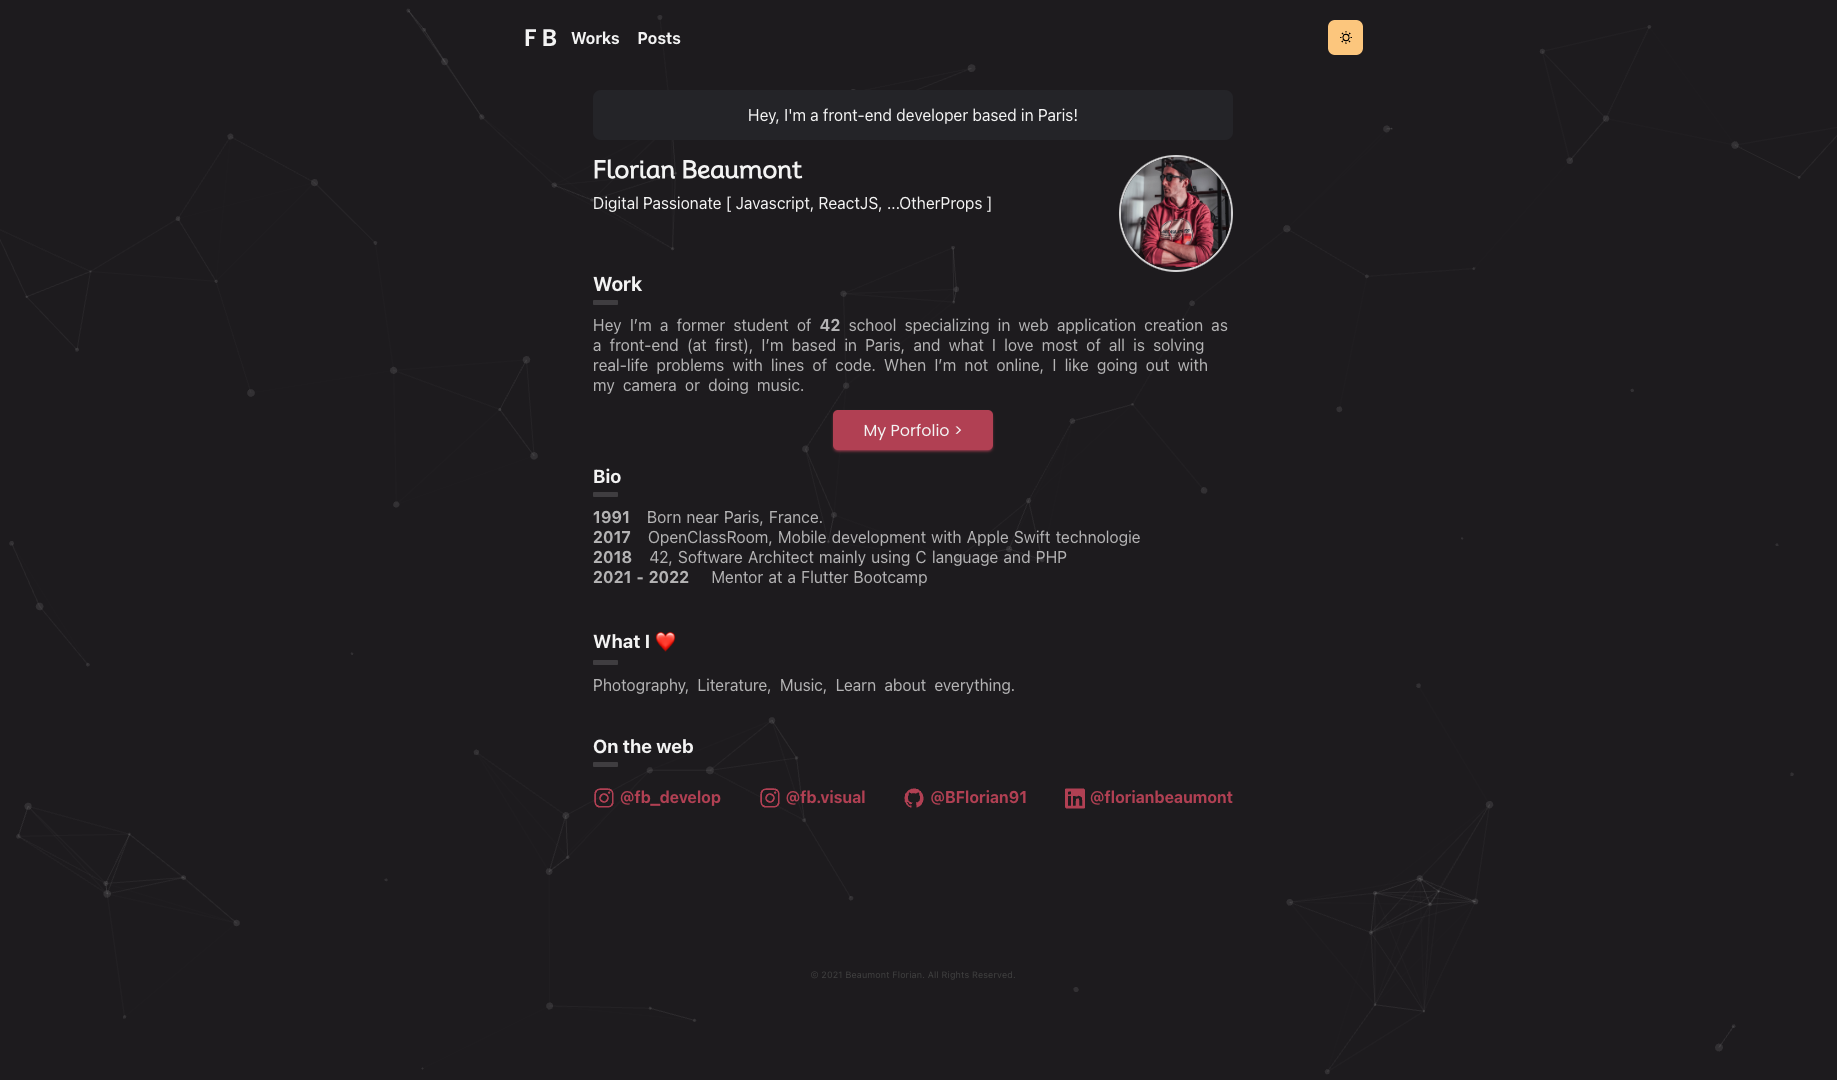 F B Works Posts
Hey, I'm a front-end developer based in Paris!
Florian Beaumont
Digital Passionate [ Javascript, ReactJS, ...OtherProps ]
Work
Hey I’m a former student of 42 school specializing in web application creation as
a front-end (at first), I’m based in Paris, and what I love most of all is solving
real-life problems with lines of code. When I’m not online, I like going out with
my camera or doing music.
My Porfolio >
Bio
1991 Born near Paris, France.
2017 OpenClassRoom, Mobile development with Apple Swift technologie
2018 42, Software Architect mainly using C language and PHP
2021 - 2022 Mentor at a Flutter Bootcamp
What I ❤️
Photography, Literature, Music, Learn about everything.
On the web
@fb_develop @fb.visual @BFlorian91 @florianbeaumont
© 2021 Beaumont Florian. All Rights Reserved.